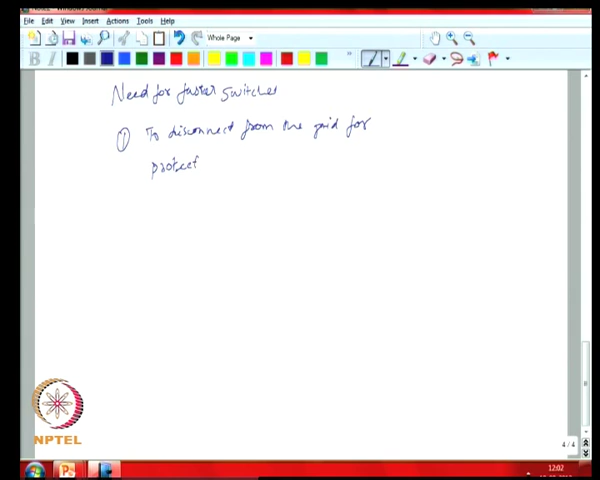 File Edit View Insert Actions Tools Help
Whole Page
Need for faster switches
① To disconnect from the grid for
protect
NPTEL
4/4
12:02